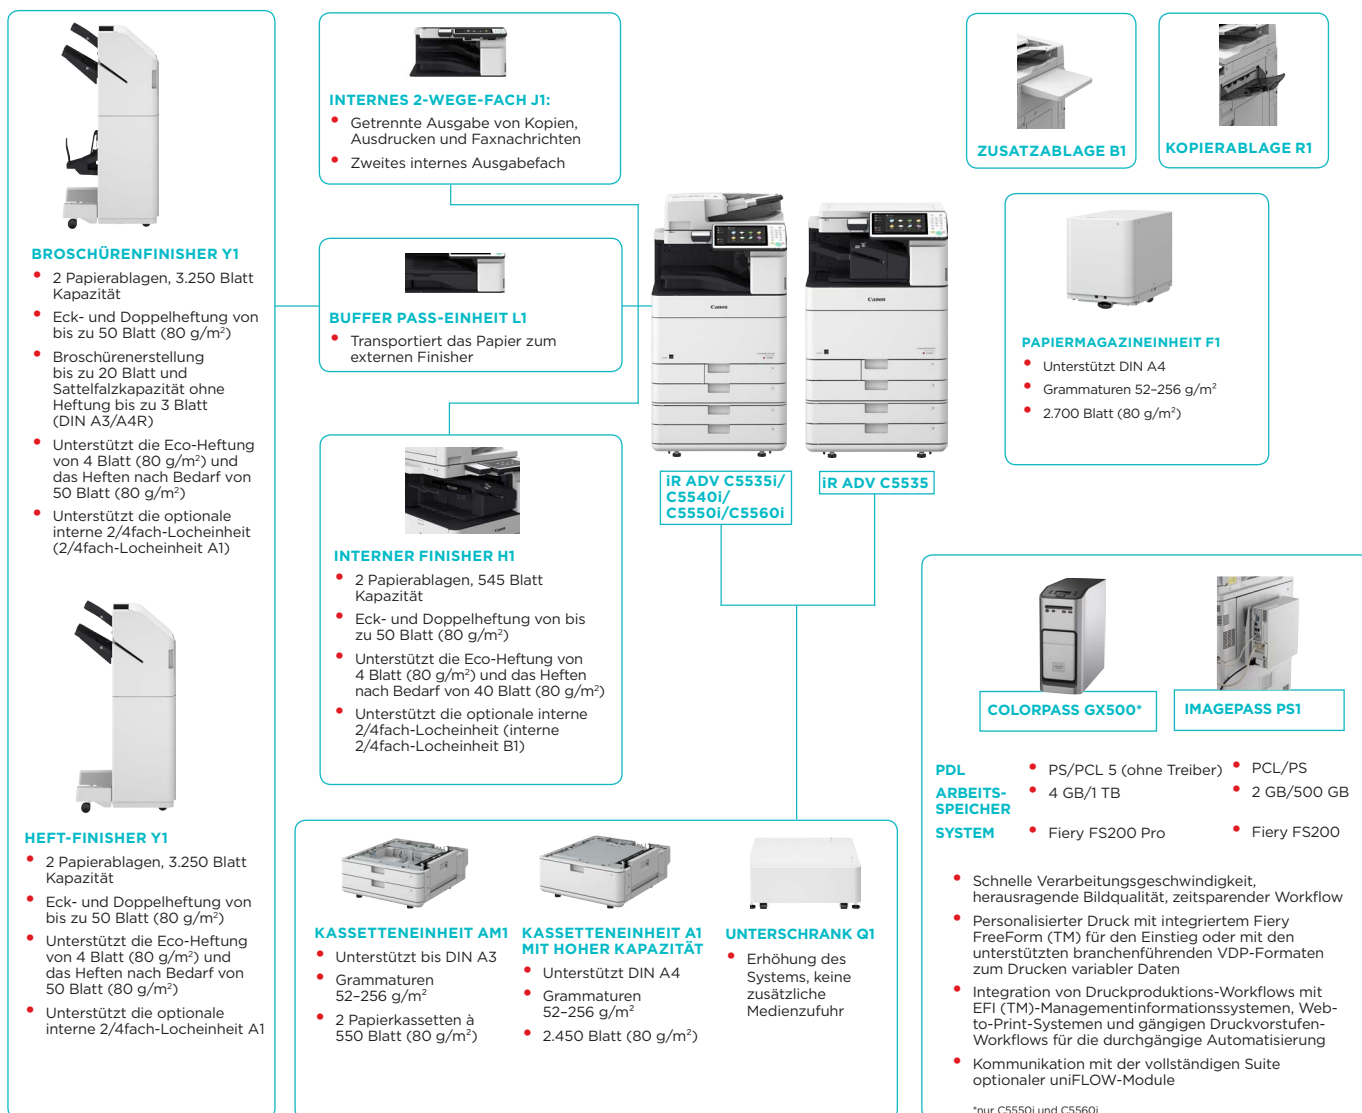 BROSCHÜRENFINISHER Y1
• 2 Papierablagen, 3.250 Blatt
Kapazität
• Eck- und Doppelheftung von
bis zu 50 Blatt (80 g/m²)
• Broschürenerstellung
bis zu 20 Blatt und
Sattelfalzkapazität ohne
Heftung bis zu 3 Blatt
(DIN A3/A4R)
• Unterstützt die Eco-Heftung
von 4 Blatt (80 g/m²) und
das Heften nach Bedarf von
50 Blatt (80 g/m²)
• Unterstützt die optionale
interne 2/4fach-Locheinheit
(2/4fach-Locheinheit A1)
HEFT-FINISHER Y1
• 2 Papierablagen, 3.250 Blatt
Kapazität
• Eck- und Doppelheftung von
bis zu 50 Blatt (80 g/m²)
• Unterstützt die Eco-Heftung
von 4 Blatt (80 g/m²) und
das Heften nach Bedarf von
50 Blatt (80 g/m²)
• Unterstützt die optionale
interne 2/4fach-Locheinheit A1
INTERNES 2-WEGE-FACH J1:
• Getrennte Ausgabe von Kopien,
Ausdrucken und Faxnachrichten
• Zweites internes Ausgabefach
BUFFER PASS-EINHEIT L1
• Transportiert das Papier zum
externen Finisher
INTERNER FINISHER H1
• 2 Papierablagen, 545 Blatt
Kapazität
• Eck- und Doppelheftung von bis
zu 50 Blatt (80 g/m²)
• Unterstützt die Eco-Heftung von
4 Blatt (80 g/m²) und das Heften
nach Bedarf von 40 Blatt (80 g/m²)
• Unterstützt die optionale interne
2/4fach-Locheinheit (interne
2/4fach-Locheinheit B1)
Canon
Canon
iR ADV C5535i/
C5540i/
C5550i/C5560i
iR ADV C5535
ZUSATZABLAGE B1
KOPIERABLAGE R1
PAPIERMAGAZINEINHEIT F1
• Unterstützt DIN A4
• Grammaturen 52–256 g/m²
• 2.700 Blatt (80 g/m²)
KASSETTENEINHEIT AM1
• Unterstützt bis DIN A3
• Grammaturen
52–256 g/m²
• 2 Papierkassetten à
550 Blatt (80 g/m²)
KASSETTENEINHEIT A1
MIT HOHER KAPAZITÄT
• Unterstützt DIN A4
• Grammaturen
52–256 g/m²
• 2.450 Blatt (80 g/m²)
UNTERSCHRANK Q1
• Erhöhung des
Systems, keine
zusätzliche
Medienzufuhr
COLORPASS GX500*
IMAGEPASS PS1
PDL • PS/PCL 5 (ohne Treiber) • PCL/PS
ARBEITS-
SPEICHER • 4 GB/1 TB • 2 GB/500 GB
SYSTEM • Fiery FS200 Pro • Fiery FS200
• Schnelle Verarbeitungsgeschwindigkeit,
herausragende Bildqualität, zeitsparender Workflow
• Personalisierter Druck mit integriertem Fiery
FreeForm (TM) für den Einstieg oder mit den
unterstützten branchenführenden VDP-Formaten
zum Drucken variabler Daten
• Integration von Druckproduktions-Workflows mit
EFI (TM)-Managementinformationssystemen, Web-
to-Print-Systemen und gängigen Druckvorstufen-
Workflows für die durchgängige Automatisierung
• Kommunikation mit der vollständigen Suite
optionaler uniFLOW-Module
*nur C5550i und C5560i